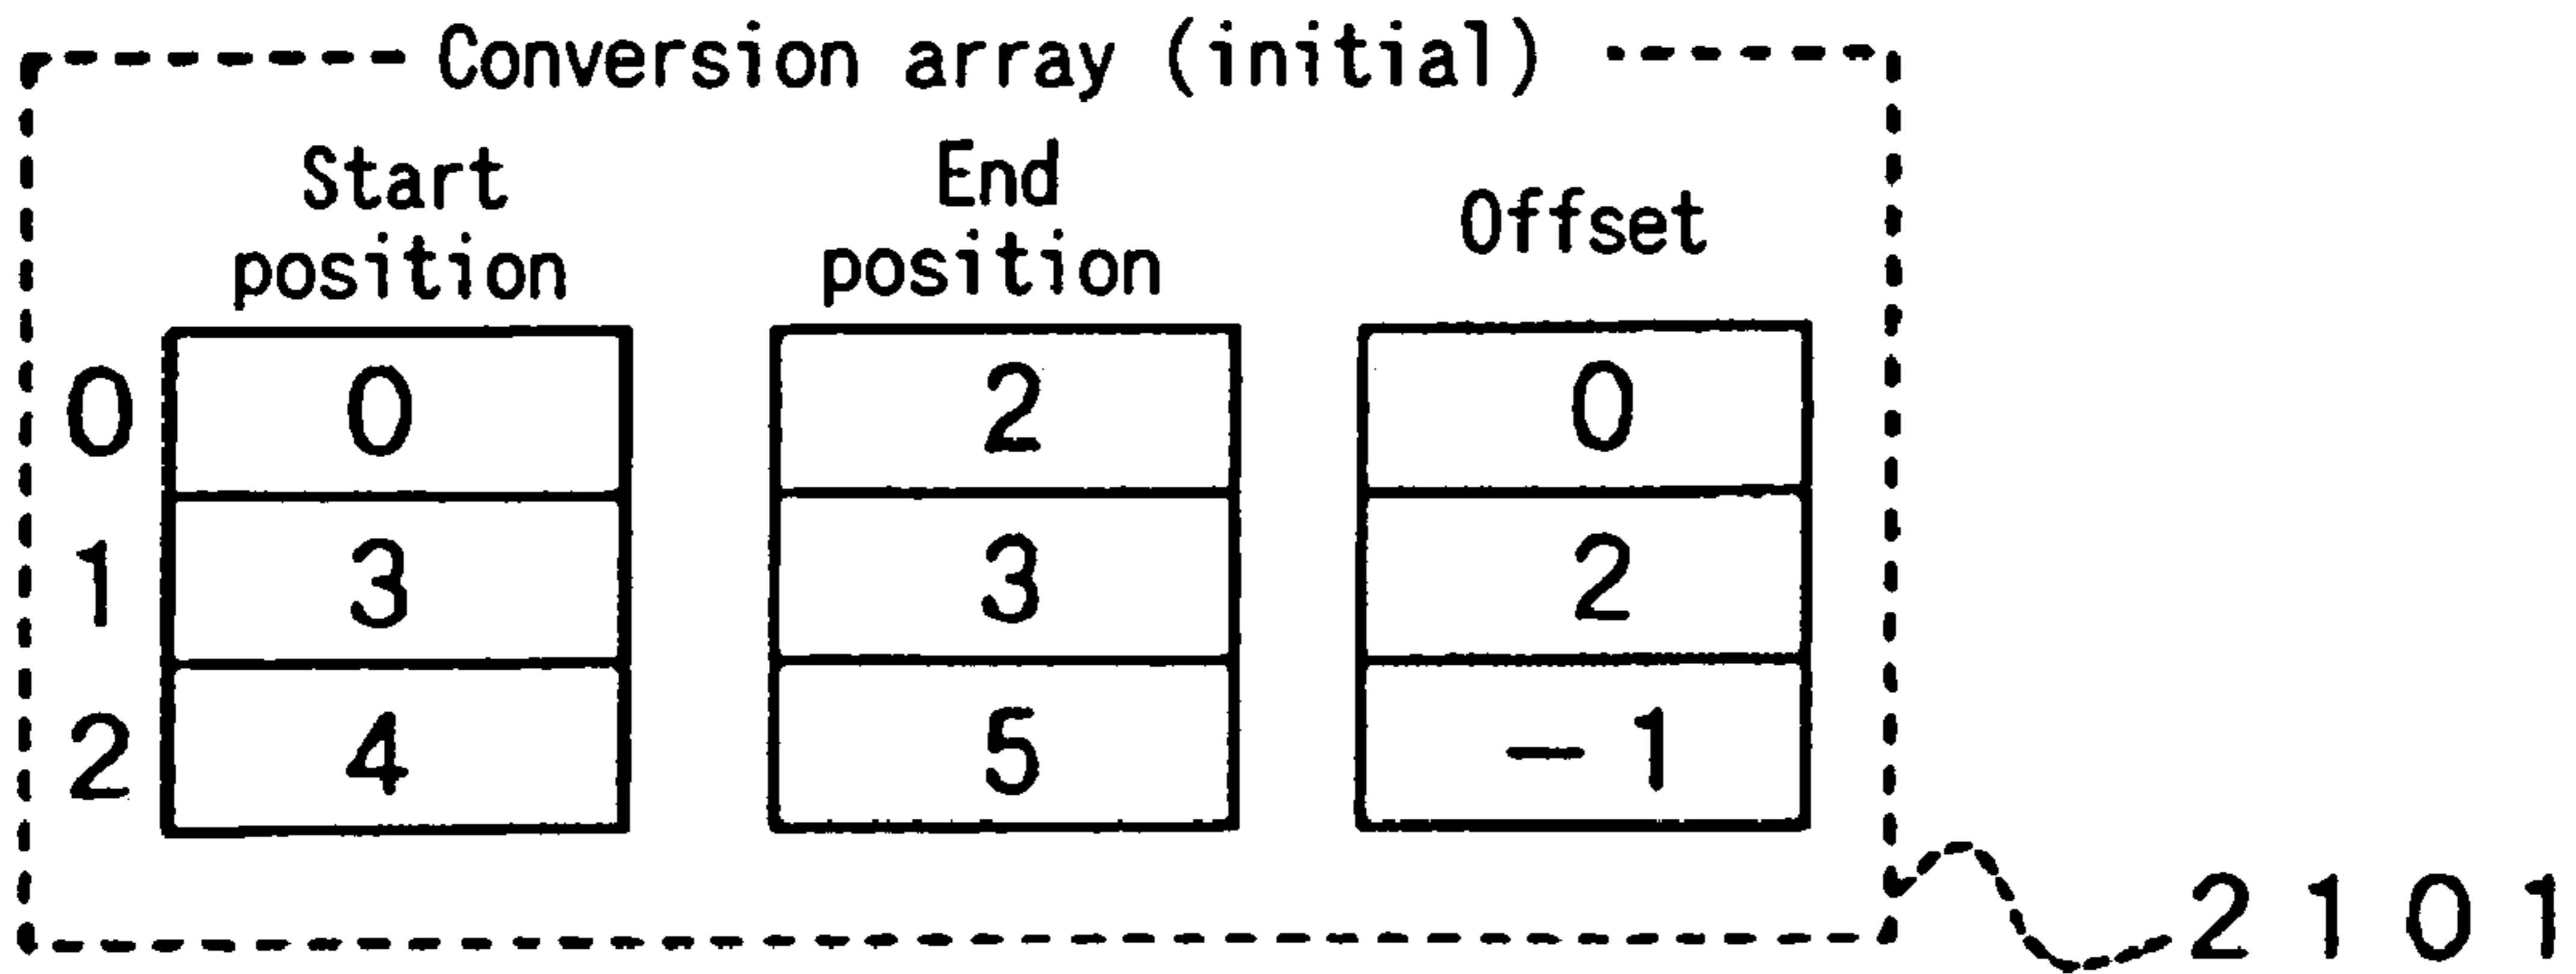 Conversion array (initial)
Start position End position Offset
0 0 2 0
1 3 3 2
2 4 5 −1
2101